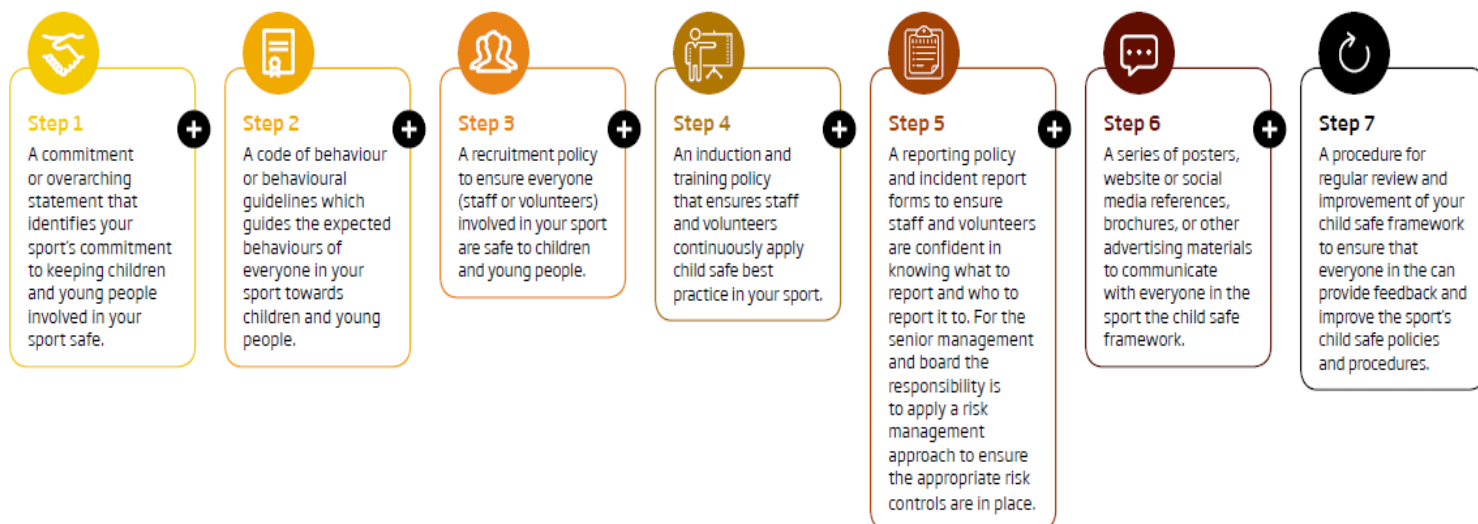 Step 1
A commitment
or overarching
statement that
identifies your
sport's commitment
to keeping children
and young people
involved in your
sport safe.
+
Step 2
A code of behaviour
or behavioural
guidelines which
guides the expected
behaviours of
everyone in your
sport towards
children and young
people.
+
Step 3
A recruitment policy
to ensure everyone
(staff or volunteers)
involved in your sport
are safe to children
and young people.
+
Step 4
An induction and
training policy
that ensures staff
and volunteers
continuously apply
child safe best
practice in your sport.
+
Step 5
A reporting policy
and incident report
forms to ensure
staff and volunteers
are confident in
knowing what to
report and who to
report it to. For the
senior management
and board the
responsibility is
to apply a risk
management
approach to ensure
the appropriate risk
controls are in place.
+
Step 6
A series of posters,
website or social
media references,
brochures, or other
advertising materials
to communicate
with everyone in the
sport the child safe
framework.
+
Step 7
A procedure for
regular review and
improvement of your
child safe framework
to ensure that
everyone in the can
provide feedback and
improve the sport's
child safe policies
and procedures.